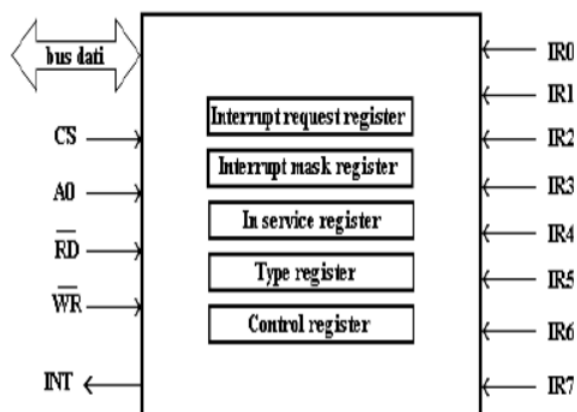 bus dati
CS
A0
RD
WR
INT
Interrupt request register
Interrupt mask register
In service register
Type register
Control register
IR0
IR1
IR2
IR3
IR4
IR5
IR6
IR7